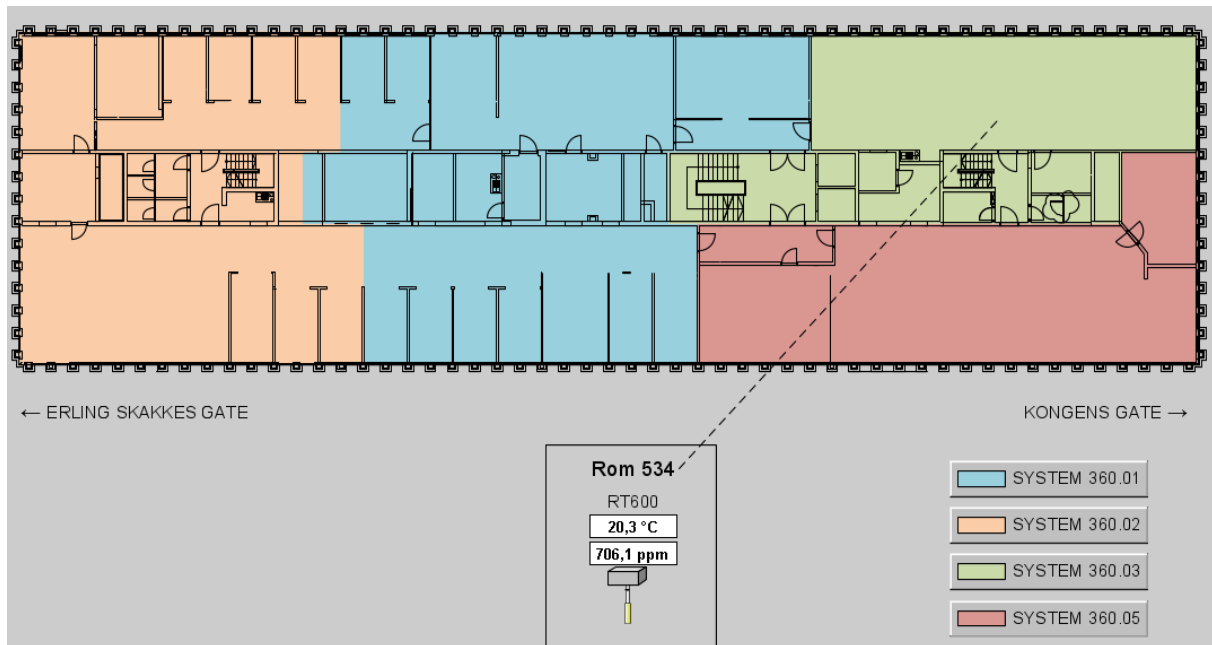 ← ERLING SKAKKES GATE
KONGENS GATE →
Rom 534
RT600
20,3 °C
706,1 ppm
SYSTEM 360.01
SYSTEM 360.02
SYSTEM 360.03
SYSTEM 360.05